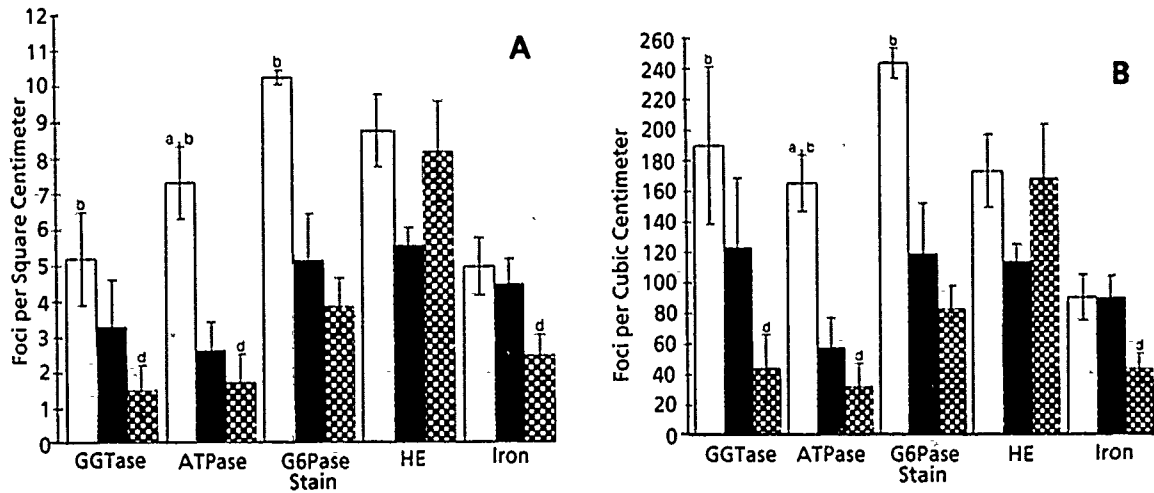 A
Foci per Square Centimeter
12
11
10
9
8
7
6
5
4
3
2
1
0
b
d
a,b
d
b
d
GGTase ATPase G6Pase HE Iron
Stain
B
Foci per Cubic Centimeter
260
240
220
200
180
160
140
120
100
80
60
40
20
0
b
d
a,b
d
b
d
GGTase ATPase G6Pase HE Iron
Stain